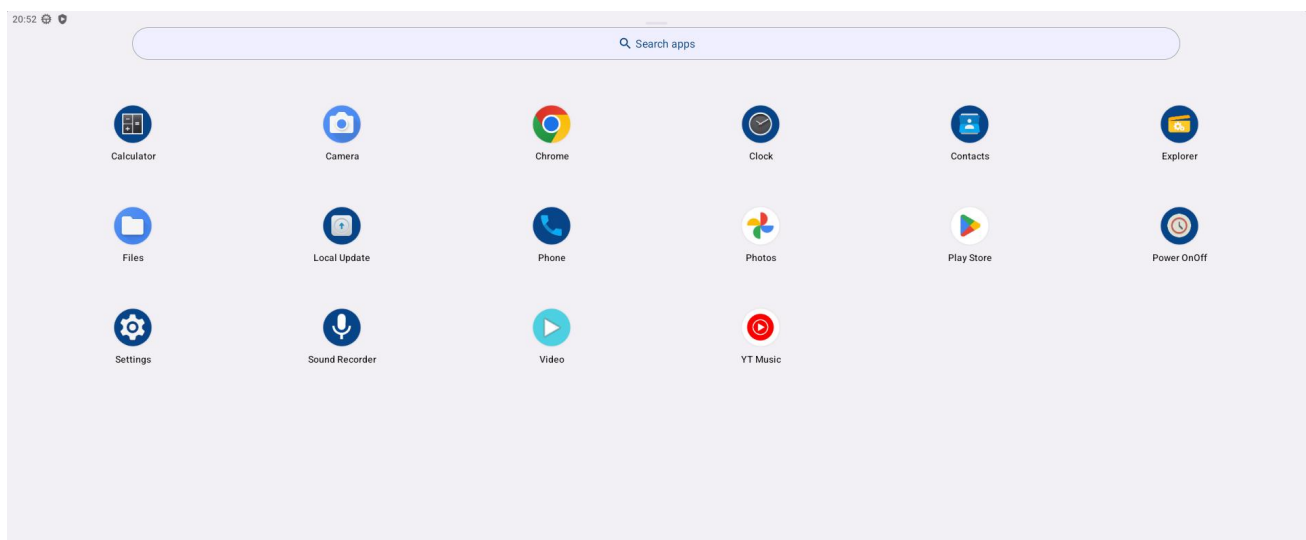 20:52
Search apps
Calculator
Camera
Chrome
Clock
Contacts
Explorer
Files
Local Update
Phone
Photos
Play Store
Power OnOff
Settings
Sound Recorder
Video
YT Music